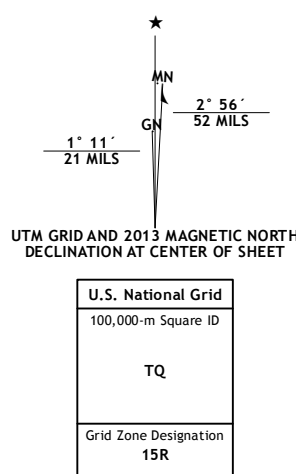 MN
GN
2° 56´
52 MILS
1° 11´
21 MILS
UTM GRID AND 2013 MAGNETIC NORTH
DECLINATION AT CENTER OF SHEET
U.S. National Grid
100,000-m Square ID
TQ
Grid Zone Designation
15R